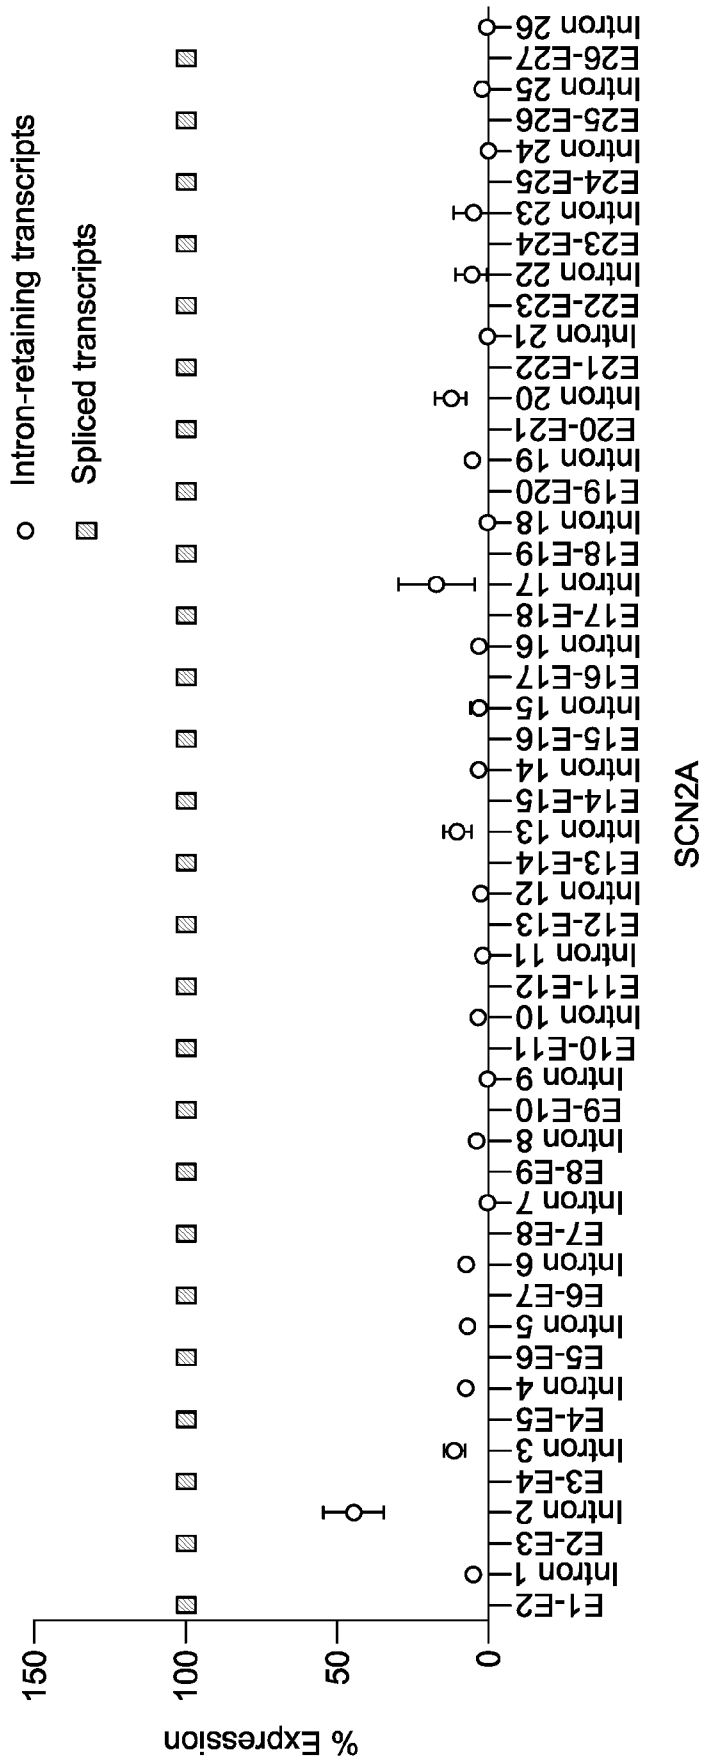 Intron-retaining transcripts
Spliced transcripts
% Expression
150
100
50
0
E1-E2
Intron 1
E2-E3
Intron 2
E3-E4
Intron 3
E4-E5
Intron 4
E5-E6
Intron 5
E6-E7
Intron 6
E7-E8
Intron 7
E8-E9
Intron 8
E9-E10
Intron 9
E10-E11
Intron 10
E11-E12
Intron 11
E12-E13
Intron 12
E13-E14
Intron 13
E14-E15
Intron 14
E15-E16
Intron 15
E16-E17
Intron 16
E17-E18
Intron 17
E18-E19
Intron 18
E19-E20
Intron 19
E20-E21
Intron 20
E21-E22
Intron 21
E22-E23
Intron 22
E23-E24
Intron 23
E24-E25
Intron 24
E25-E26
Intron 25
E26-E27
Intron 26
SCN2A